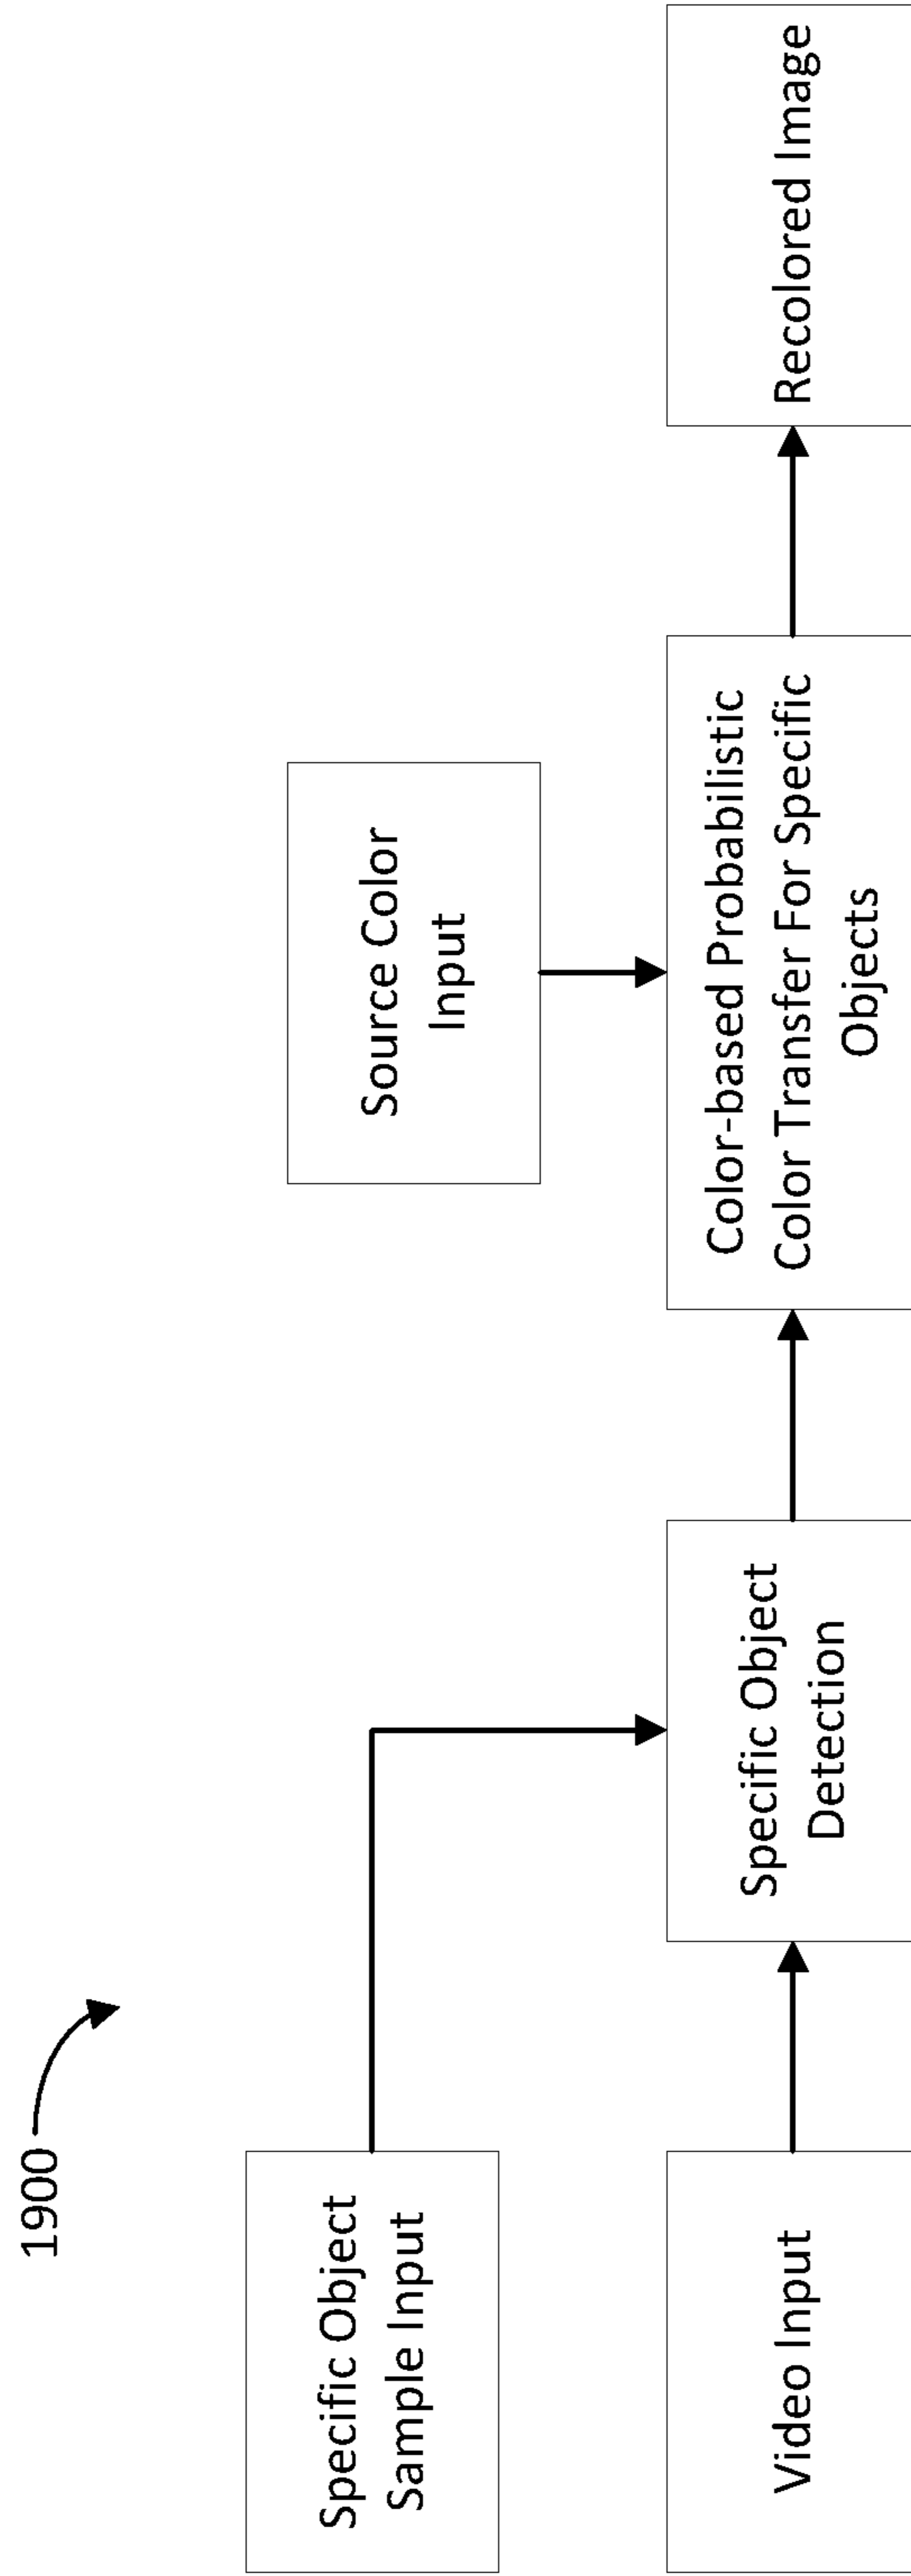 1900
Specific Object
Sample Input
Source Color
Input
Video Input
Specific Object
Detection
Color-based Probabilistic
Color Transfer For Specific
Objects
Recolored Image